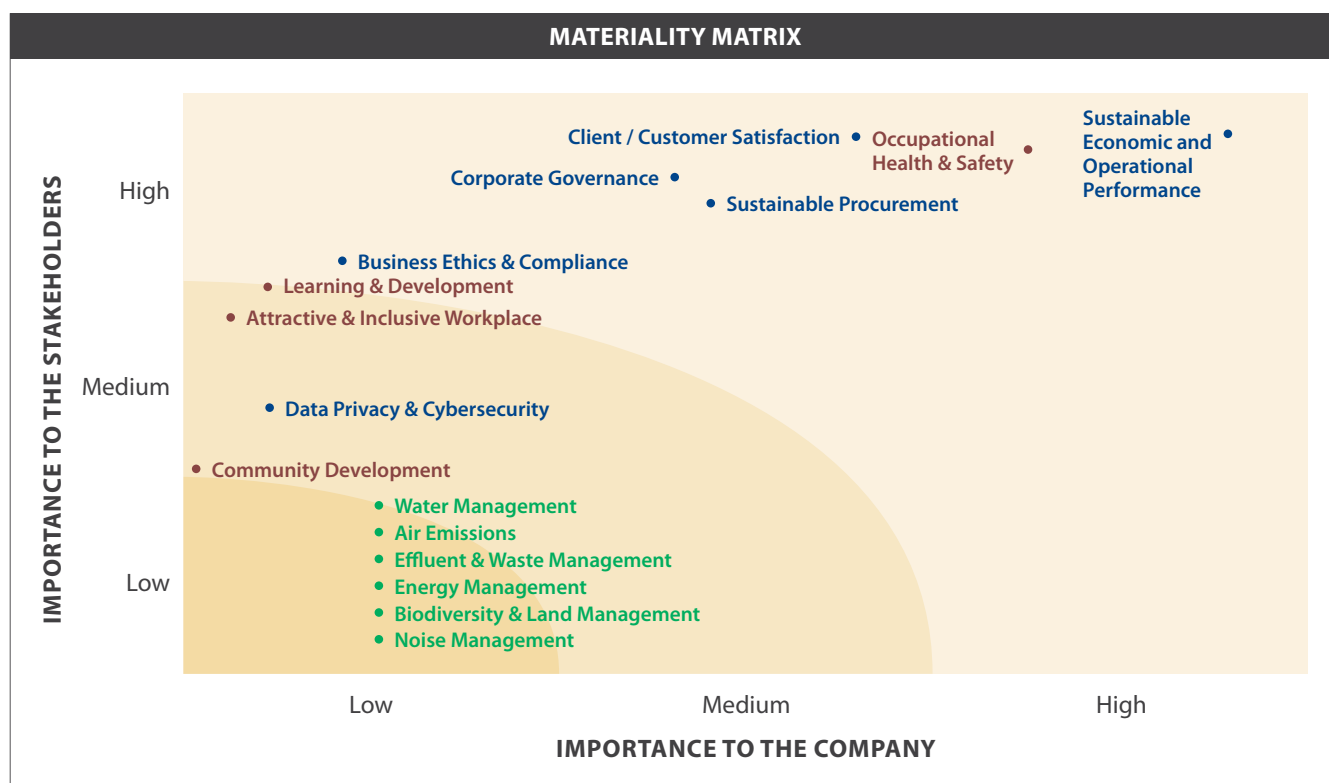 MATERIALITY MATRIX
IMPORTANCE TO THE STAKEHOLDERS
High
Medium
Low
Client / Customer Satisfaction
Occupational
Health & Safety
Sustainable
Economic and
Operational
Performance
Corporate Governance
Sustainable Procurement
Business Ethics & Compliance
Learning & Development
Attractive & Inclusive Workplace
Data Privacy & Cybersecurity
Community Development
Water Management
Air Emissions
Effluent & Waste Management
Energy Management
Biodiversity & Land Management
Noise Management
Low
Medium
High
IMPORTANCE TO THE COMPANY